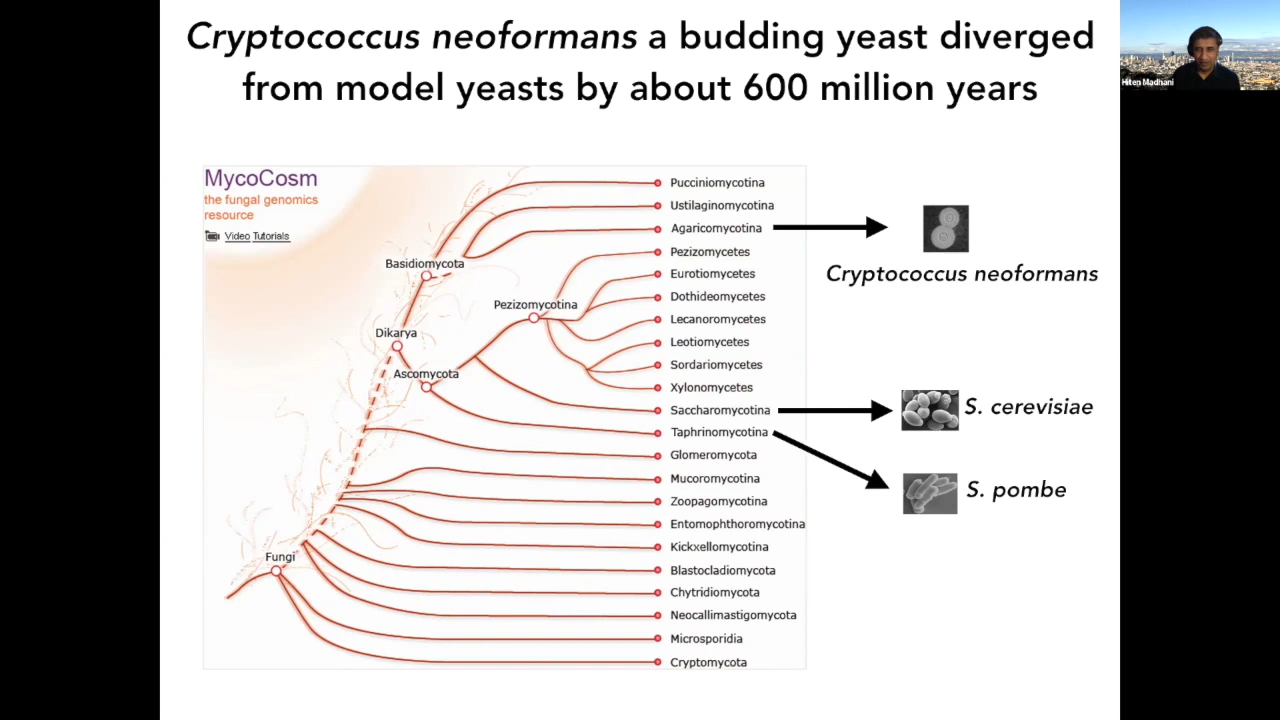 Cryptococcus neoformans a budding yeast diverged
from model yeasts by about 600 million years
Hiten Madhani
MycoCosm
the fungal genomics
resource
Video Tutorials
Pucciniomycotina
Ustilaginomycotina
Agaricomycotina
Pezizomycetes
Eurotiomycetes
Dothideomycetes
Lecanoromycetes
Leotiomycetes
Sordariomycetes
Xylonomycetes
Saccharomycotina
Taphrinomycotina
Glomeromycota
Mucoromycotina
Zoopagomycotina
Entomophthoromycotina
Kickxellomycotina
Blastocladiomycota
Chytridiomycota
Neocallimastigomycota
Microsporidia
Cryptomycota
Basidiomycota
Pezizomycotina
Dikarya
Ascomycota
Fungi
Cryptococcus neoformans
S. cerevisiae
S. pombe